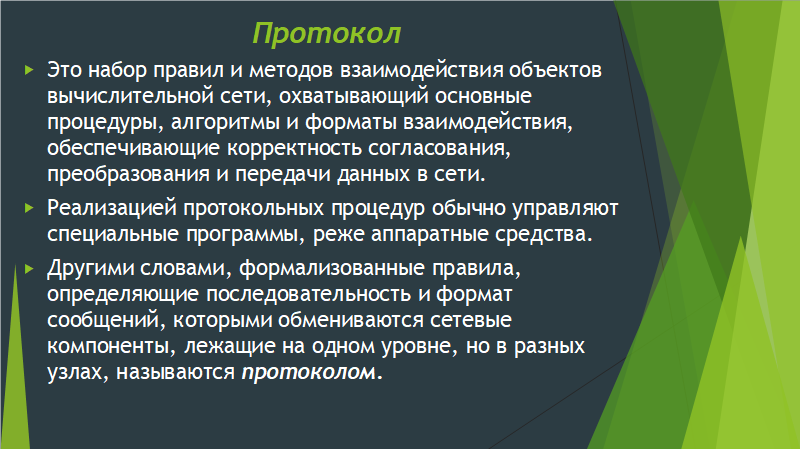 Протокол
Это набор правил и методов взаимодействия объектов
вычислительной сети, охватывающий основные
процедуры, алгоритмы и форматы взаимодействия,
обеспечивающие корректность согласования,
преобразования и передачи данных в сети.
Реализацией протокольных процедур обычно управляют
специальные программы, реже аппаратные средства.
Другими словами, формализованные правила,
определяющие последовательность и формат
сообщений, которыми обмениваются сетевые
компоненты, лежащие на одном уровне, но в разных
узлах, называются протоколом.